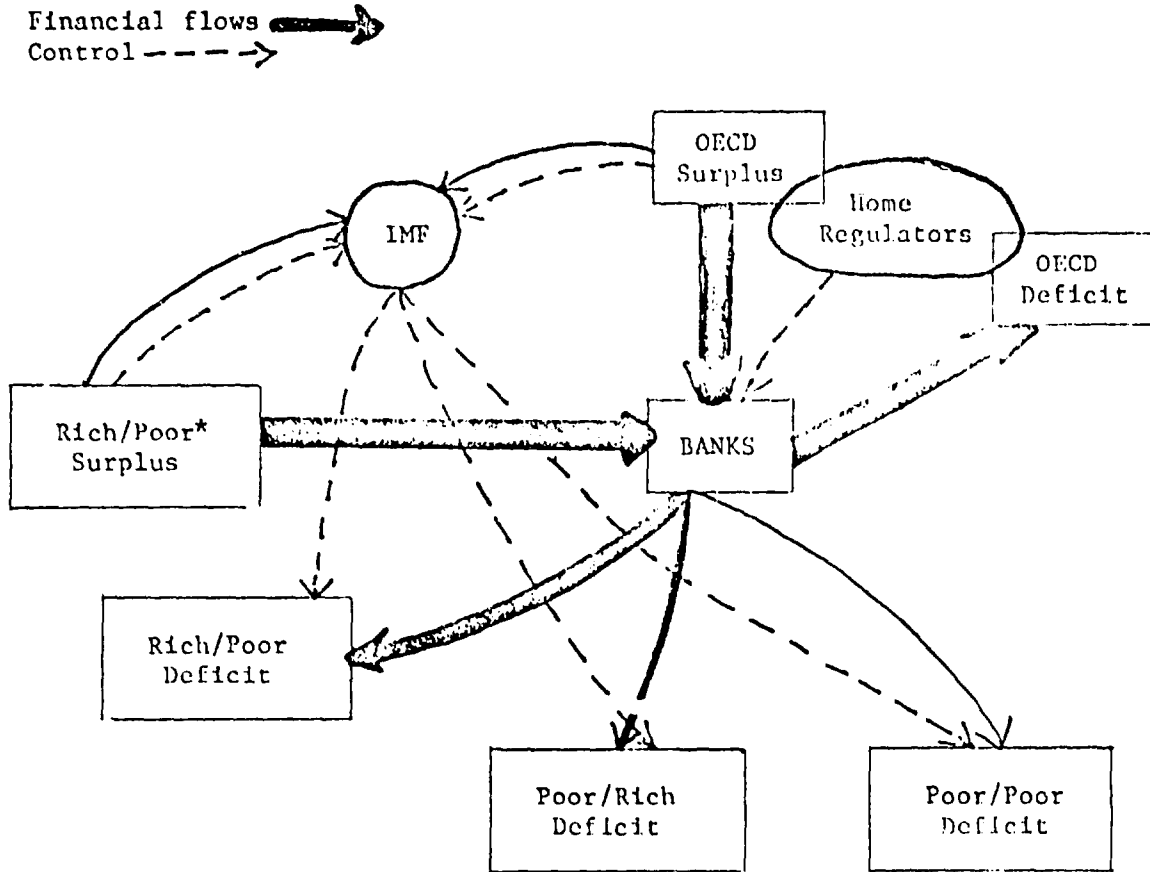 Financial flows
Control
OECD
Surplus
Home
Regulators
IMF
OECD
Deficit
Rich/Poor*
Surplus
BANKS
Rich/Poor
Deficit
Poor/Rich
Deficit
Poor/Poor
Deficit